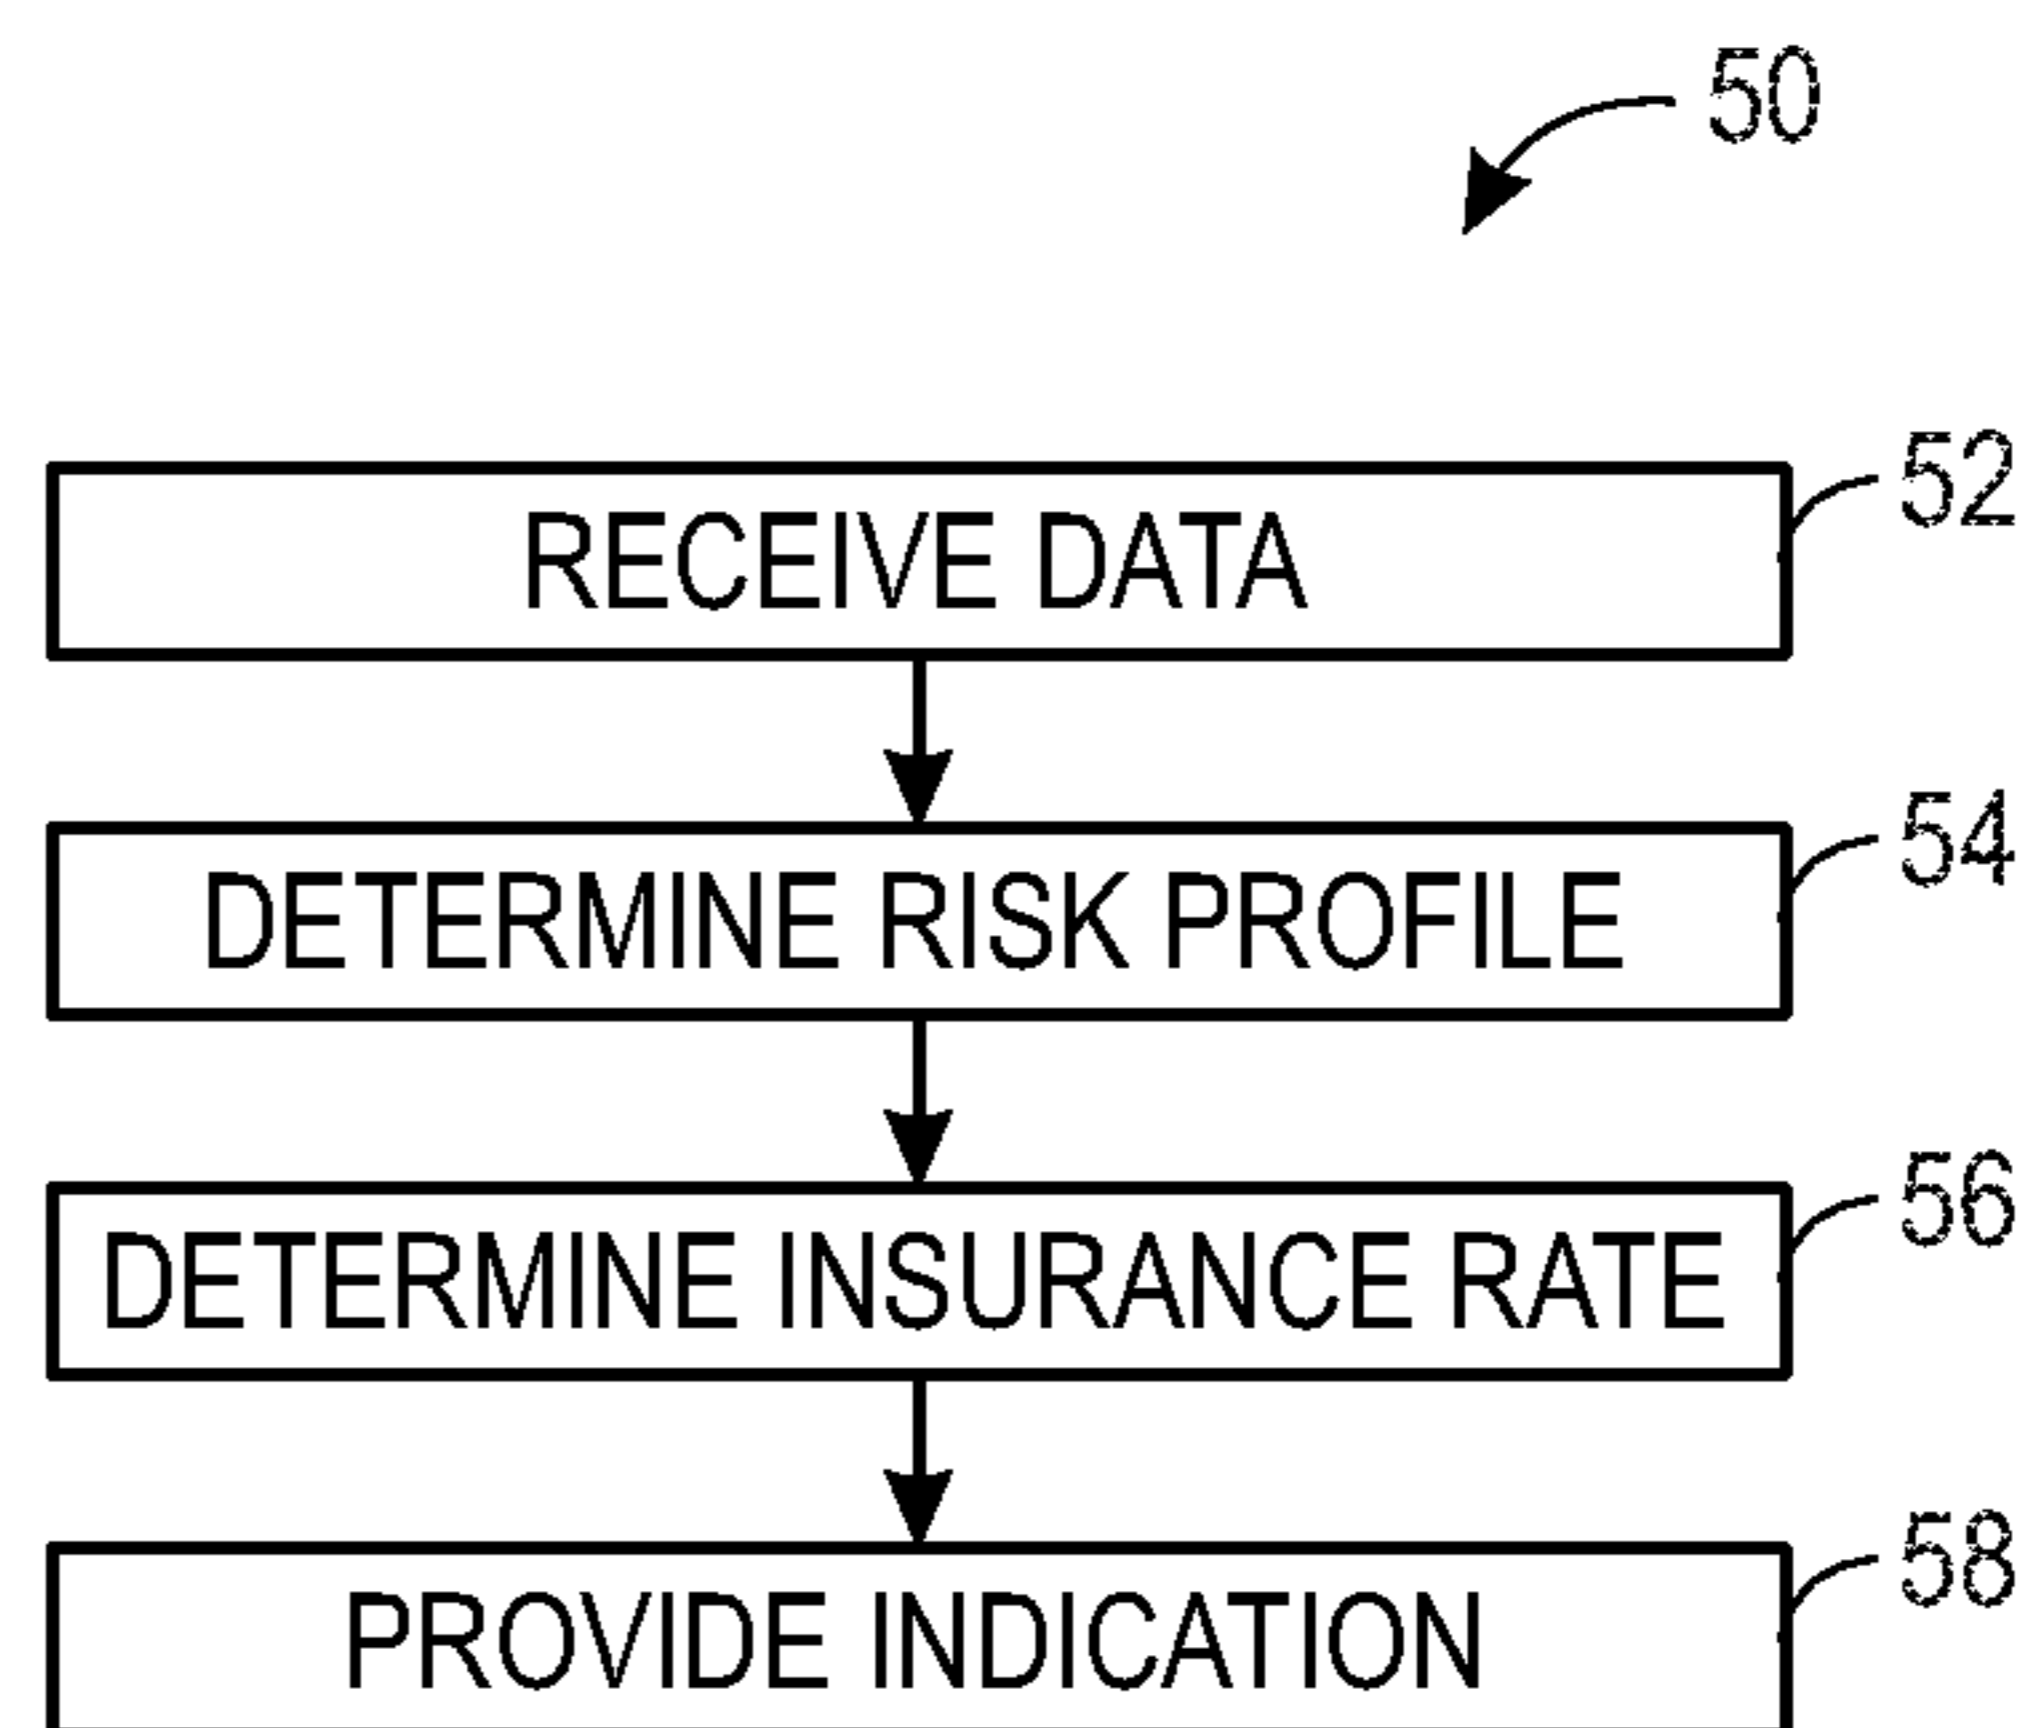 50
RECEIVE DATA
52
DETERMINE RISK PROFILE
54
DETERMINE INSURANCE RATE
56
PROVIDE INDICATION
58